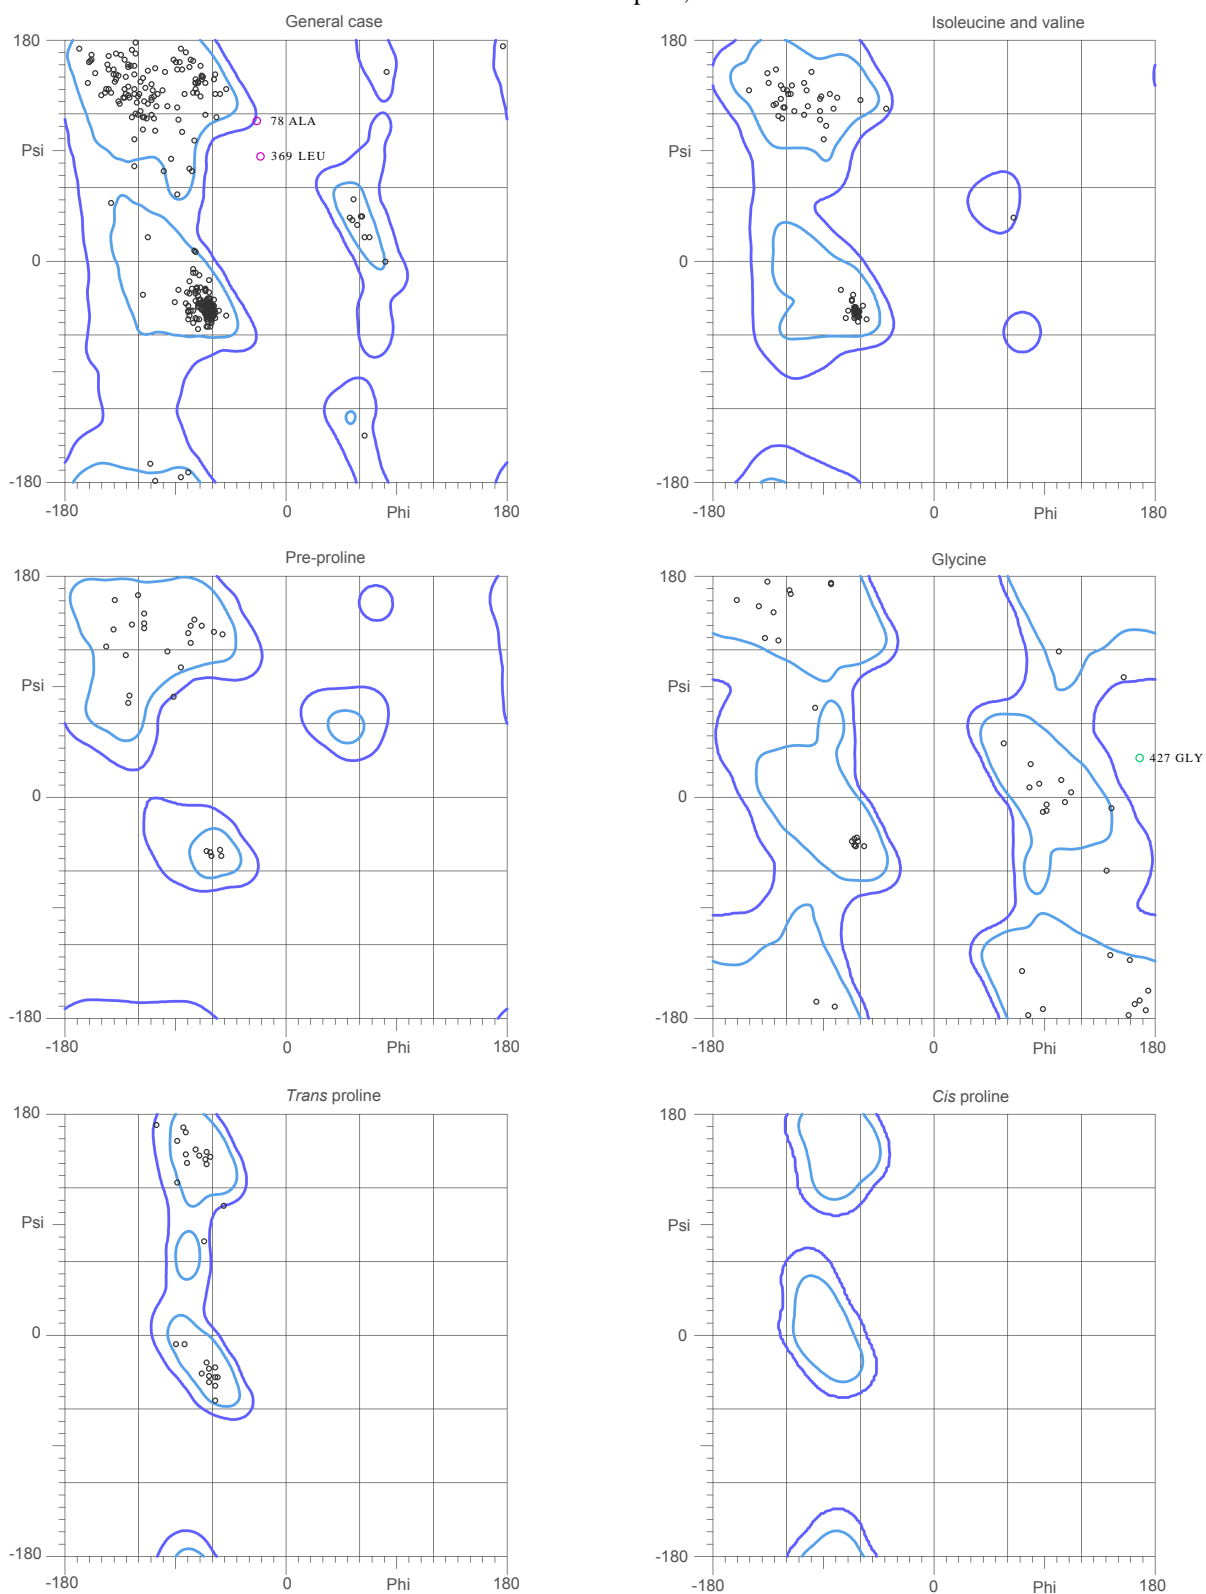 General case
Isoleucine and valine
180
180
78 ALA
Psi
369 LEU
Psi
0
0
-180
-180
-180
0
Phi
180
-180
0
Phi
180
Pre-proline
Glycine
180
180
Psi
Psi
427 GLY
0
0
-180
-180
-180
0
Phi
180
-180
0
Phi
180
Trans proline
Cis proline
180
180
Psi
Psi
0
0
-180
-180
-180
0
Phi
180
-180
0
Phi
180